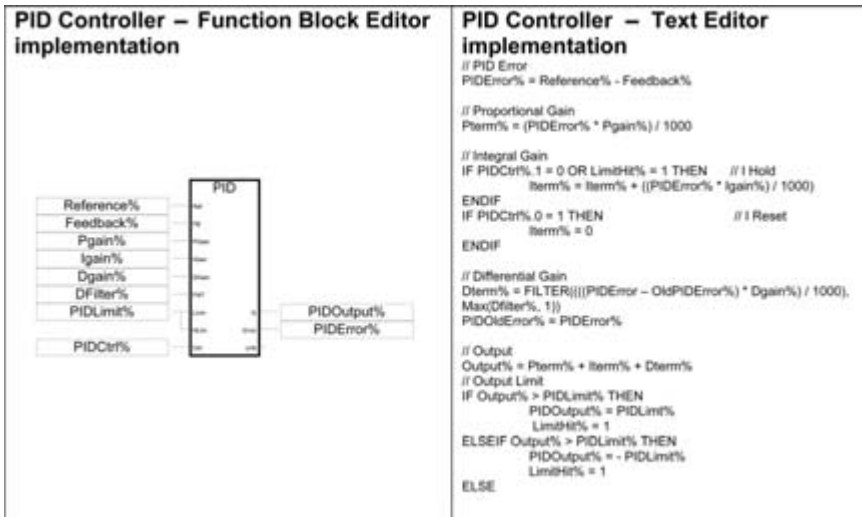 PID Controller – Function Block Editor
implementation
PID
Reference%
Feedback%
Pgain%
Igain%
Dgain%
DFilter%
PIDLimit%
PIDCtrl%
PIDOutput%
PIDError%
PID Controller – Text Editor
implementation
// PID Error
PIDError% = Reference% - Feedback%
// Proportional Gain
Pterm% = (PIDError% * Pgain%) / 1000
// Integral Gain
IF PIDCtrl%.1 = 0 OR LimitHit% = 1 THEN // I Hold
Iterm% = Iterm% + ((PIDError% * Igain%) / 1000)
ENDIF
IF PIDCtrl%.0 = 1 THEN // I Reset
Iterm% = 0
ENDIF
// Differential Gain
Dterm% = FILTER((((PIDError – OldPIDError%) * Dgain%) / 1000),
Max(Dfilter%, 1))
PIDOldError% = PIDError%
// Output
Output% = Pterm% + Iterm% + Dterm%
// Output Limit
IF Output% > PIDLimit% THEN
PIDOutput% = PIDLimt%
LimitHit% = 1
ELSEIF Output% > PIDLimit% THEN
PIDOutput% = - PIDLimit%
LimitHit% = 1
ELSE